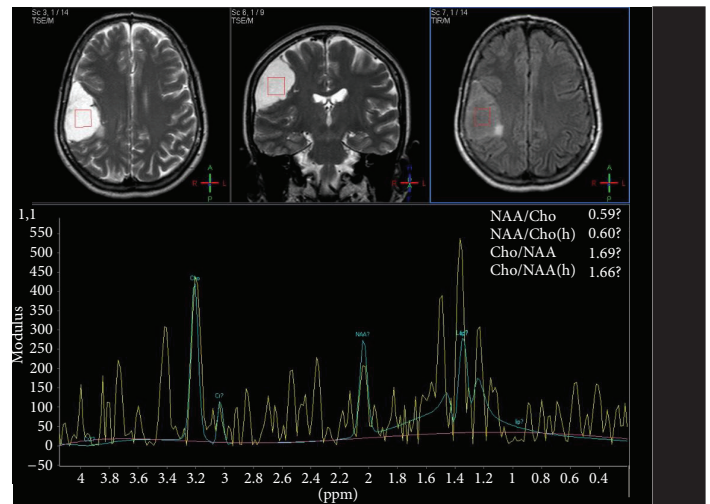 Sc 3, 1 / 14
TSE/M
Sc 6, 1 / 9
TSE/M
Sc 7, 1 / 14
TIR/M
A
R L
P
H
R L
A
R L
P
1,1
NAA/Cho 0.59?
NAA/Cho(h) 0.60?
Cho/NAA 1.69?
Cho/NAA(h) 1.66?
550
500
450
400
350
300
250
200
150
100
50
0
−50
Modulus
Cho
Cr?
NAA?
4 3.8 3.6 3.4 3.2 3 2.8 2.6 2.4 2.2 2 1.8 1.6 1.4 1.2 1 0.8 0.6 0.4
(ppm)